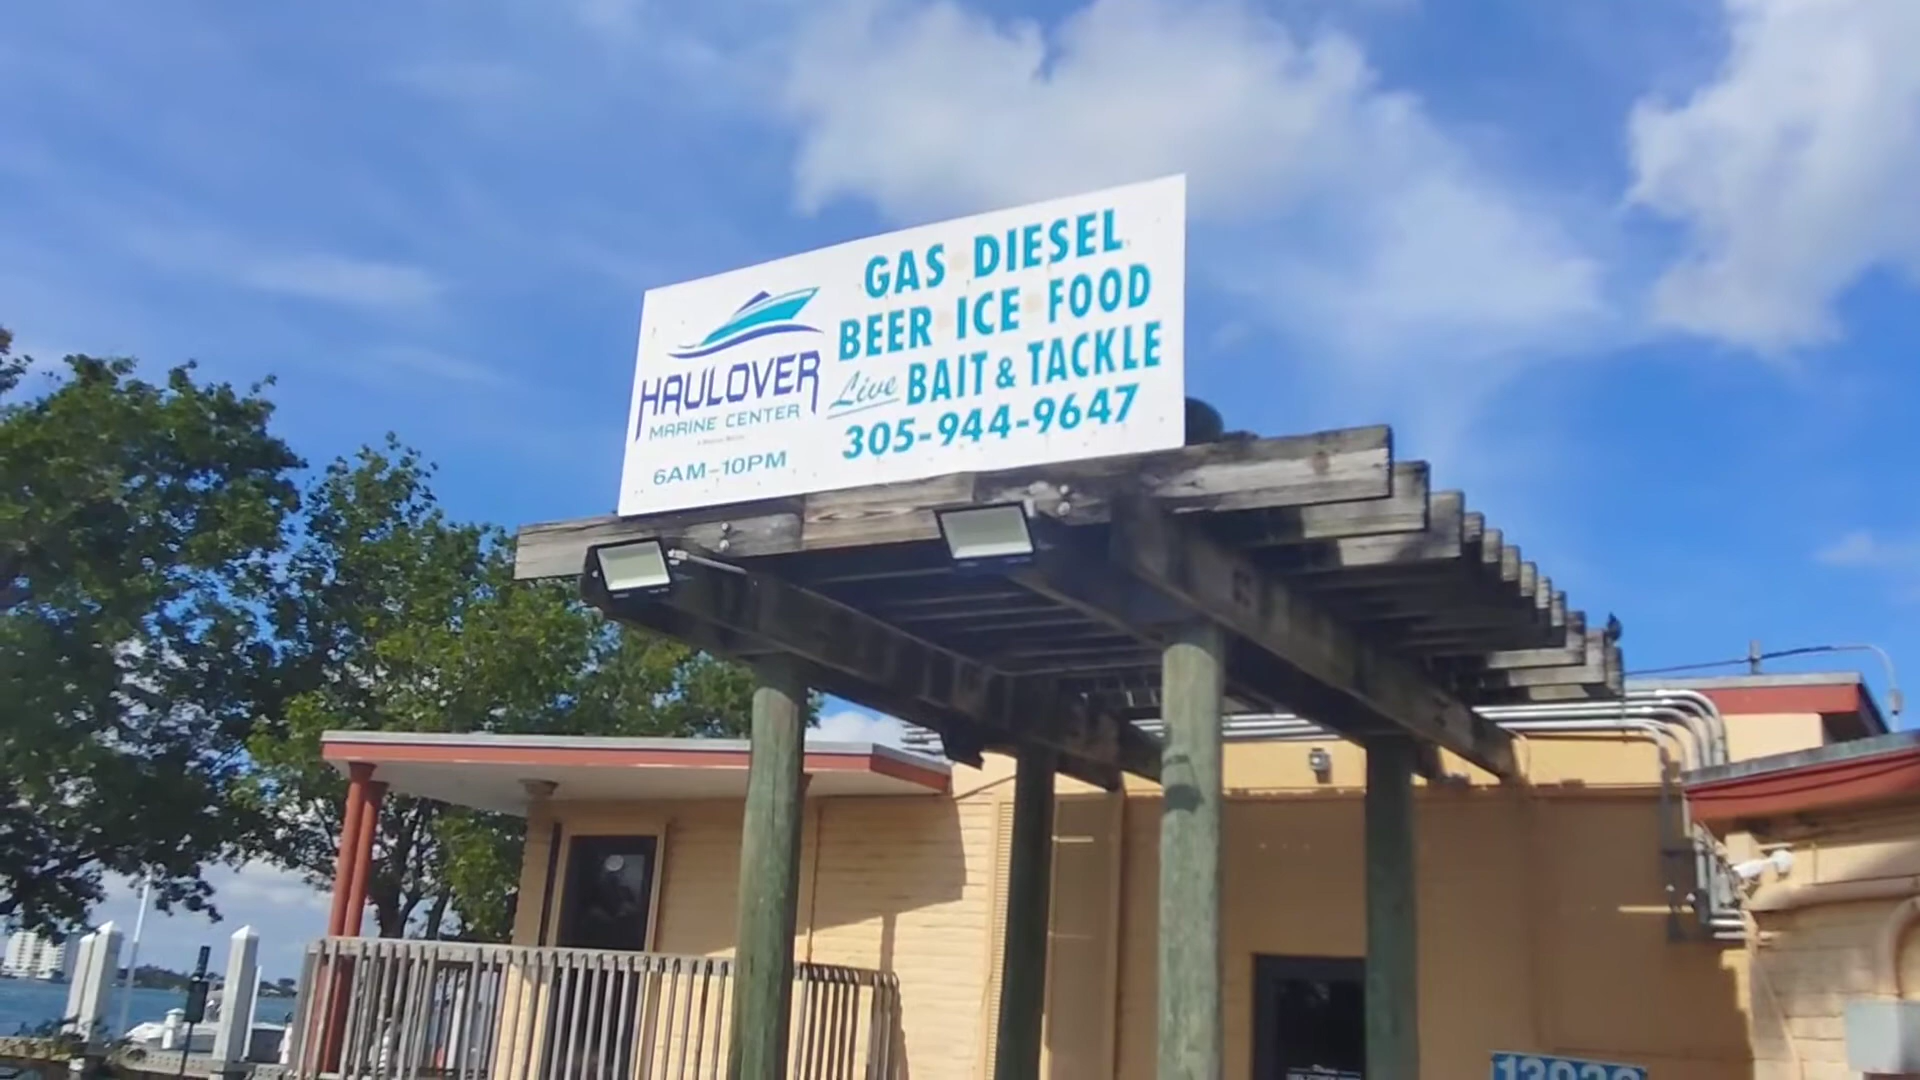 HAULOVER
MARINE CENTER
6AM-10PM
GAS DIESEL
BEER ICE FOOD
Live BAIT & TACKLE
305-944-9647